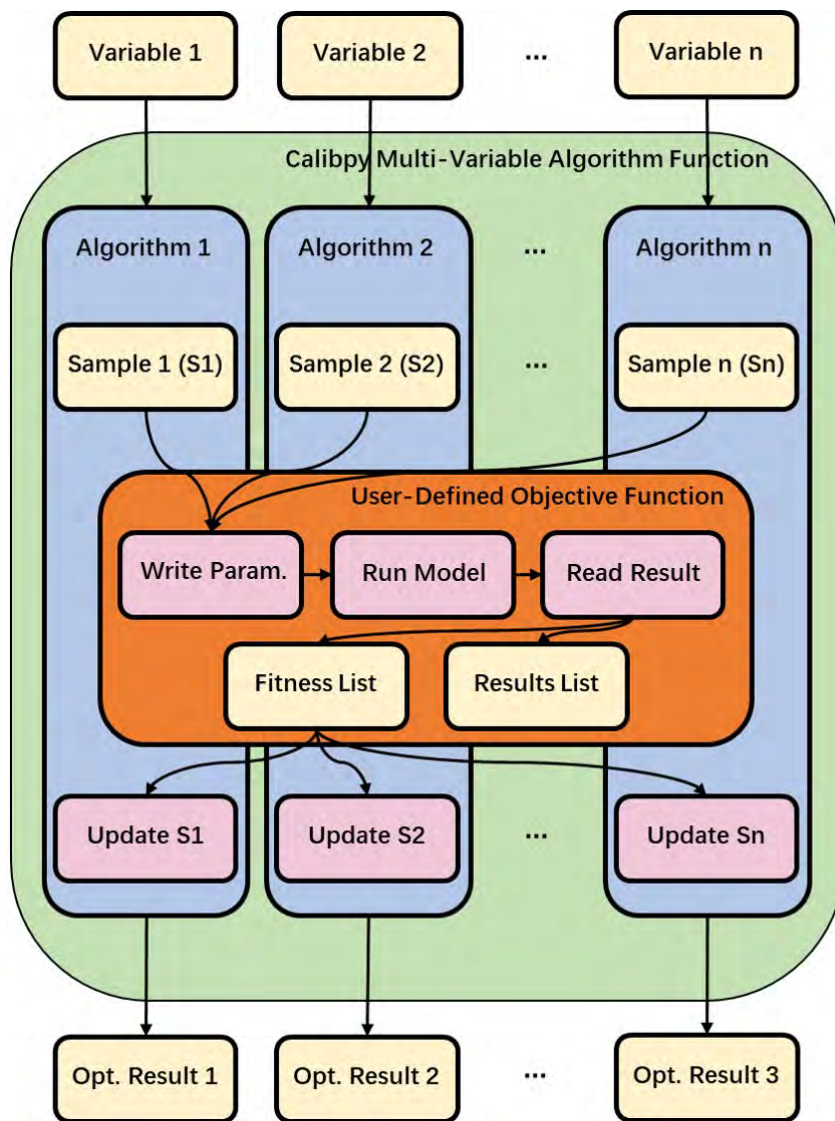 Variable 1
Variable 2
...
Variable n
Calibpy Multi-Variable Algorithm Function
Algorithm 1
Algorithm 2
...
Algorithm n
Sample 1 (S1)
Sample 2 (S2)
...
Sample n (Sn)
User-Defined Objective Function
Write Param.
Run Model
Read Result
Fitness List
Results List
Update S1
Update S2
...
Update Sn
Opt. Result 1
Opt. Result 2
...
Opt. Result 3